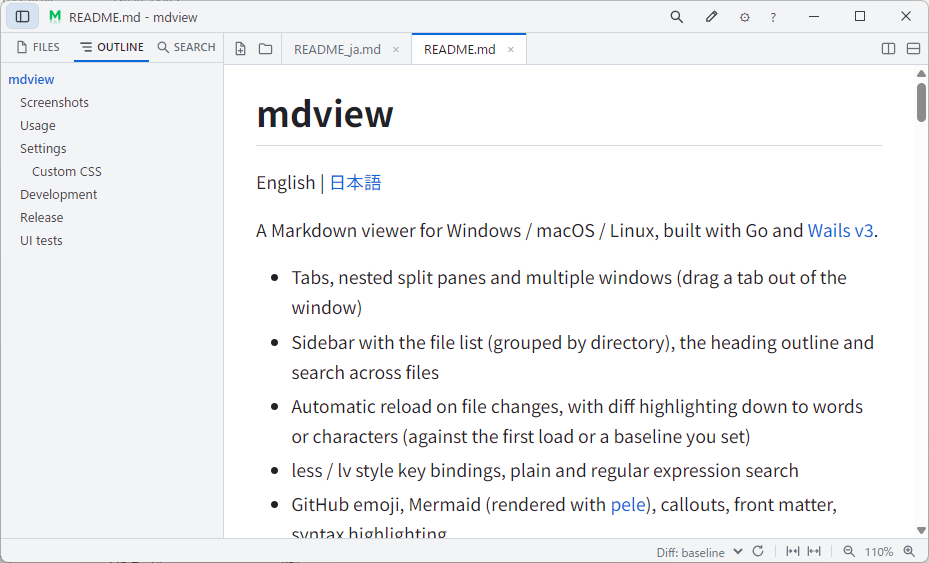 M README.md - mdview
?
FILES OUTLINE SEARCH
README_ja.md × README.md ×
mdview
Screenshots
Usage
Settings
Custom CSS
Development
Release
UI tests
mdview
English | 日本語
A Markdown viewer for Windows / macOS / Linux, built with Go and Wails v3.
• Tabs, nested split panes and multiple windows (drag a tab out of the
window)
• Sidebar with the file list (grouped by directory), the heading outline and
search across files
• Automatic reload on file changes, with diff highlighting down to words
or characters (against the first load or a baseline you set)
• less / lv style key bindings, plain and regular expression search
• GitHub emoji, Mermaid (rendered with pele), callouts, front matter,
syntax highlighting
Diff: baseline
110%